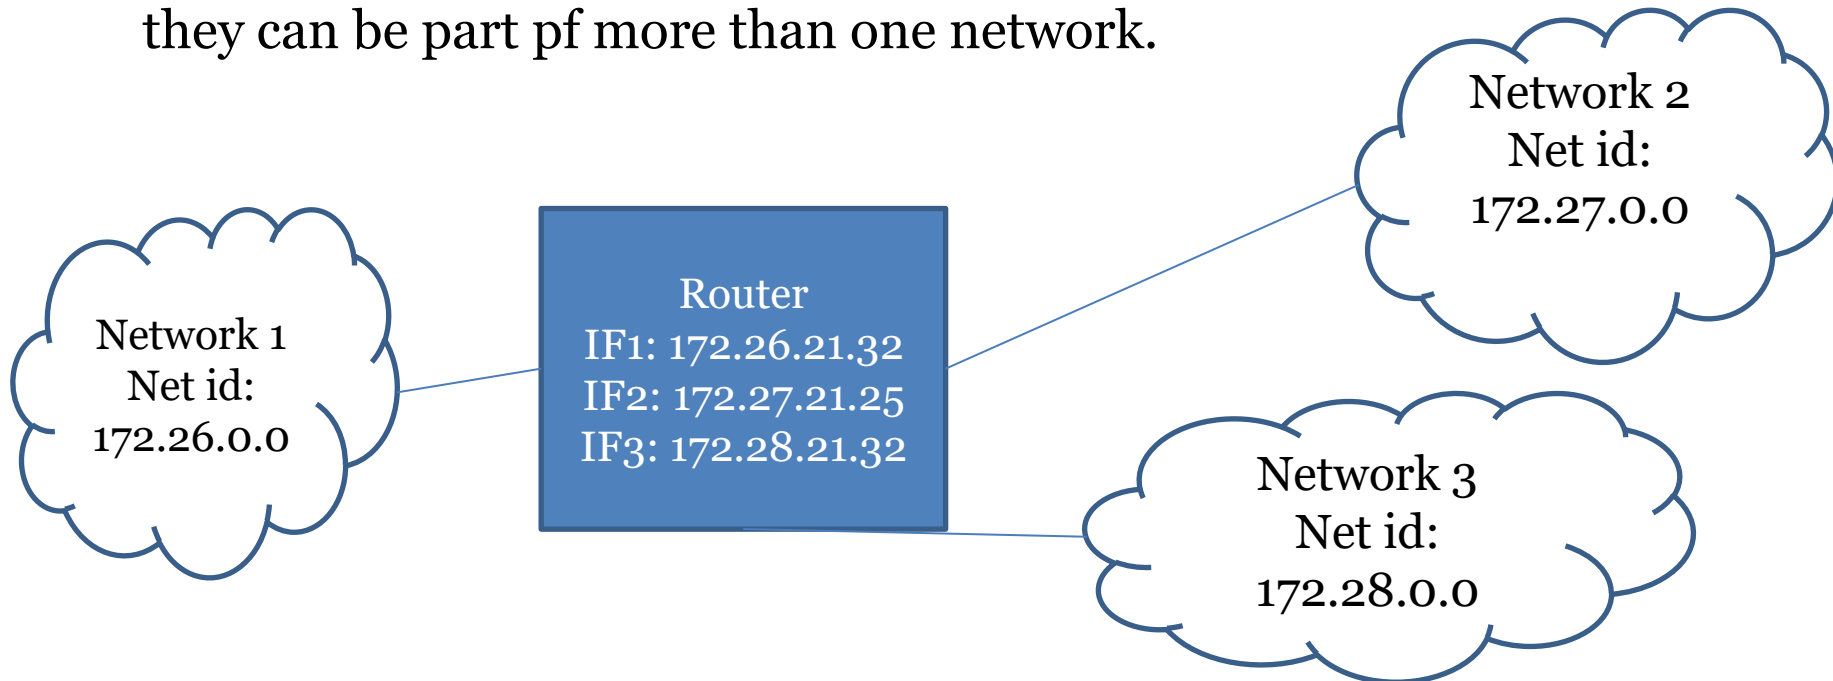 they can be part pf more than one network.
Network 2
Net id:
172.27.0.0
Router
IF1: 172.26.21.32
IF2: 172.27.21.25
IF3: 172.28.21.32
Network 1
Net id:
172.26.0.0
Network 3
Net id:
172.28.0.0